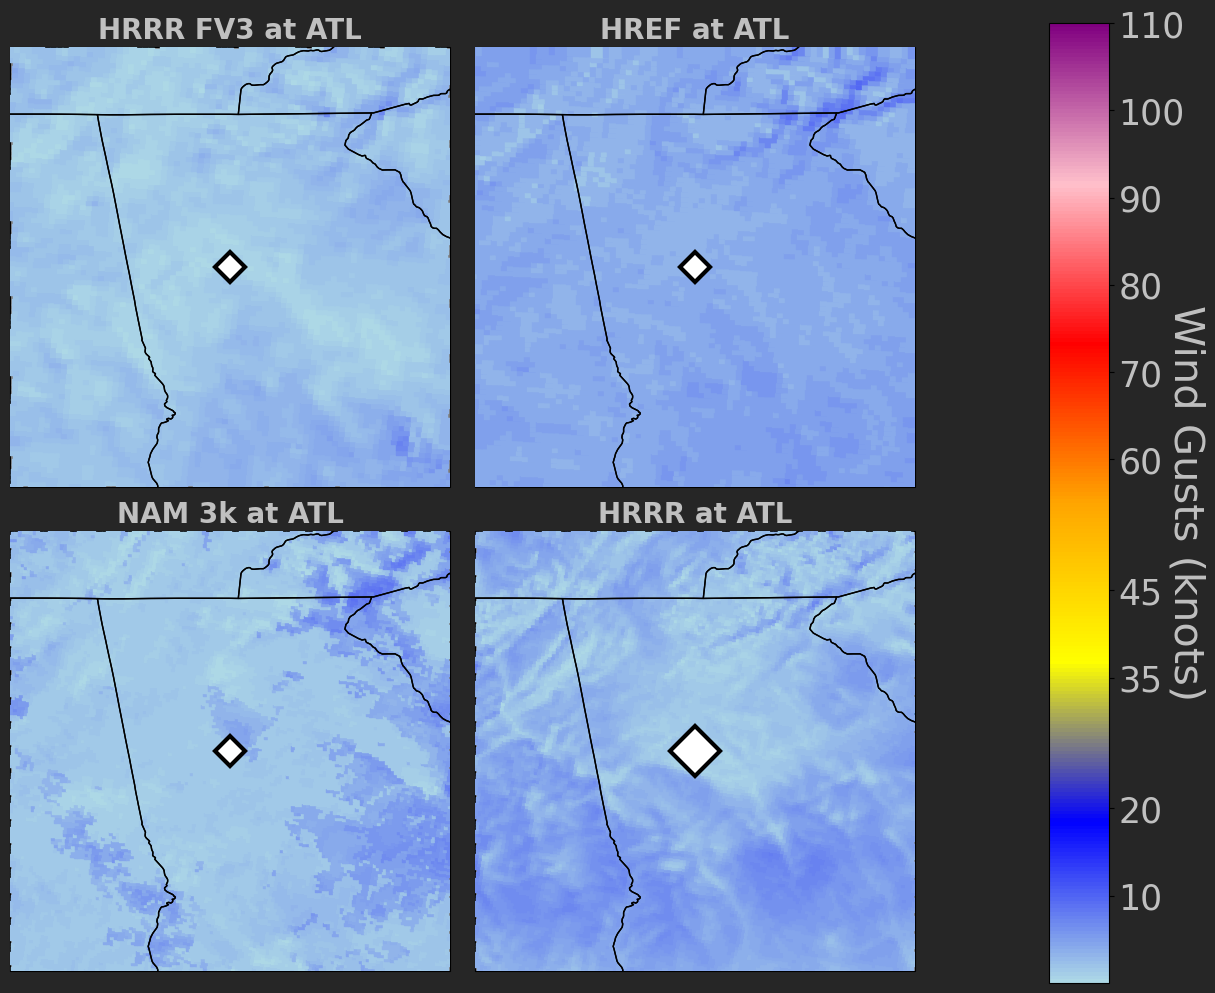 HRRR FV3 at ATL
HREF at ATL
NAM 3k at ATL
HRRR at ATL
110
100
90
80
70
60
45
35
20
10
Wind Gusts (knots)